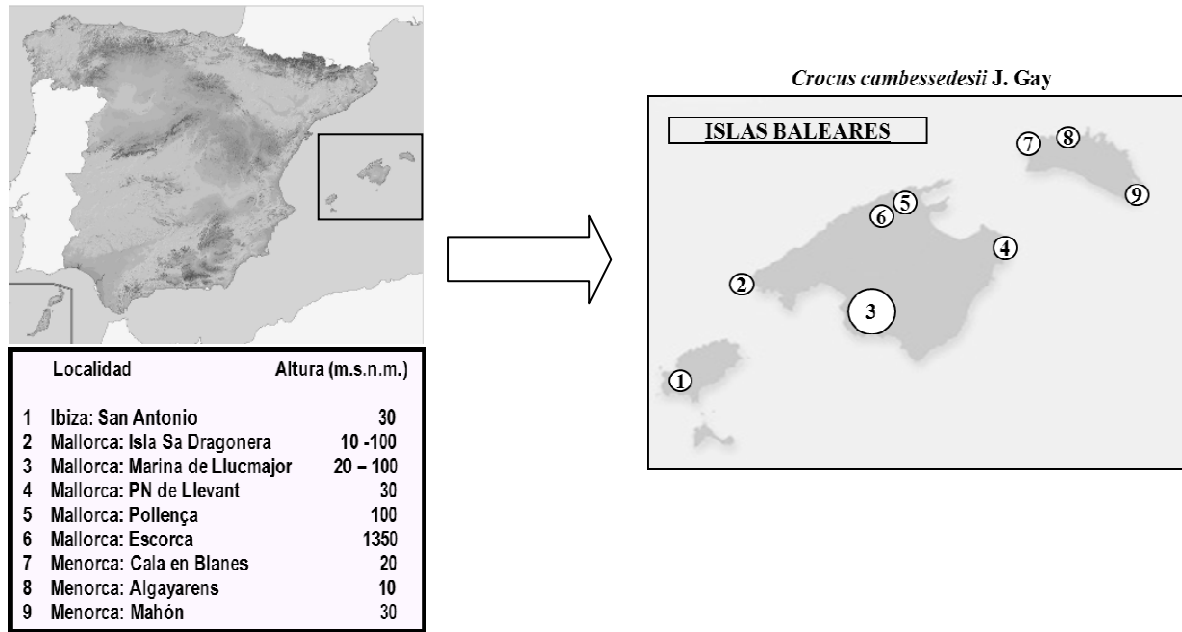 Crocus cambessedesii J. Gay
ISLAS BALEARES
7
8
9
5
6
4
2
3
1
Localidad Altura (m.s.n.m.)
1 Ibiza: San Antonio 30
2 Mallorca: Isla Sa Dragonera 10 -100
3 Mallorca: Marina de Llucmajor 20 – 100
4 Mallorca: PN de Llevant 30
5 Mallorca: Pollença 100
6 Mallorca: Escorca 1350
7 Menorca: Cala en Blanes 20
8 Menorca: Algayarens 10
9 Menorca: Mahón 30